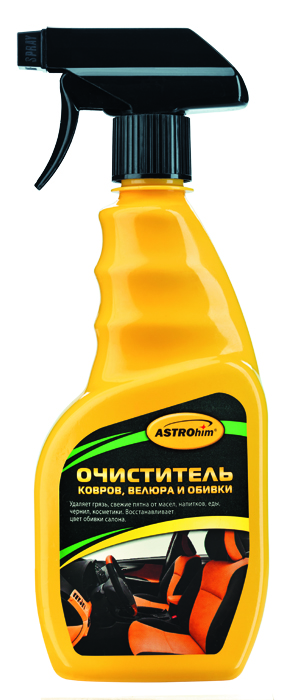 SPRAY
ASTROhim®
ОЧИСТИТЕЛЬ
КОВРОВ, ВЕЛЮРА И ОБИВКИ
Удаляет грязь, свежие пятна от масел, напитков, еды,
чернил, косметики. Восстанавливает
цвет обивки салона.